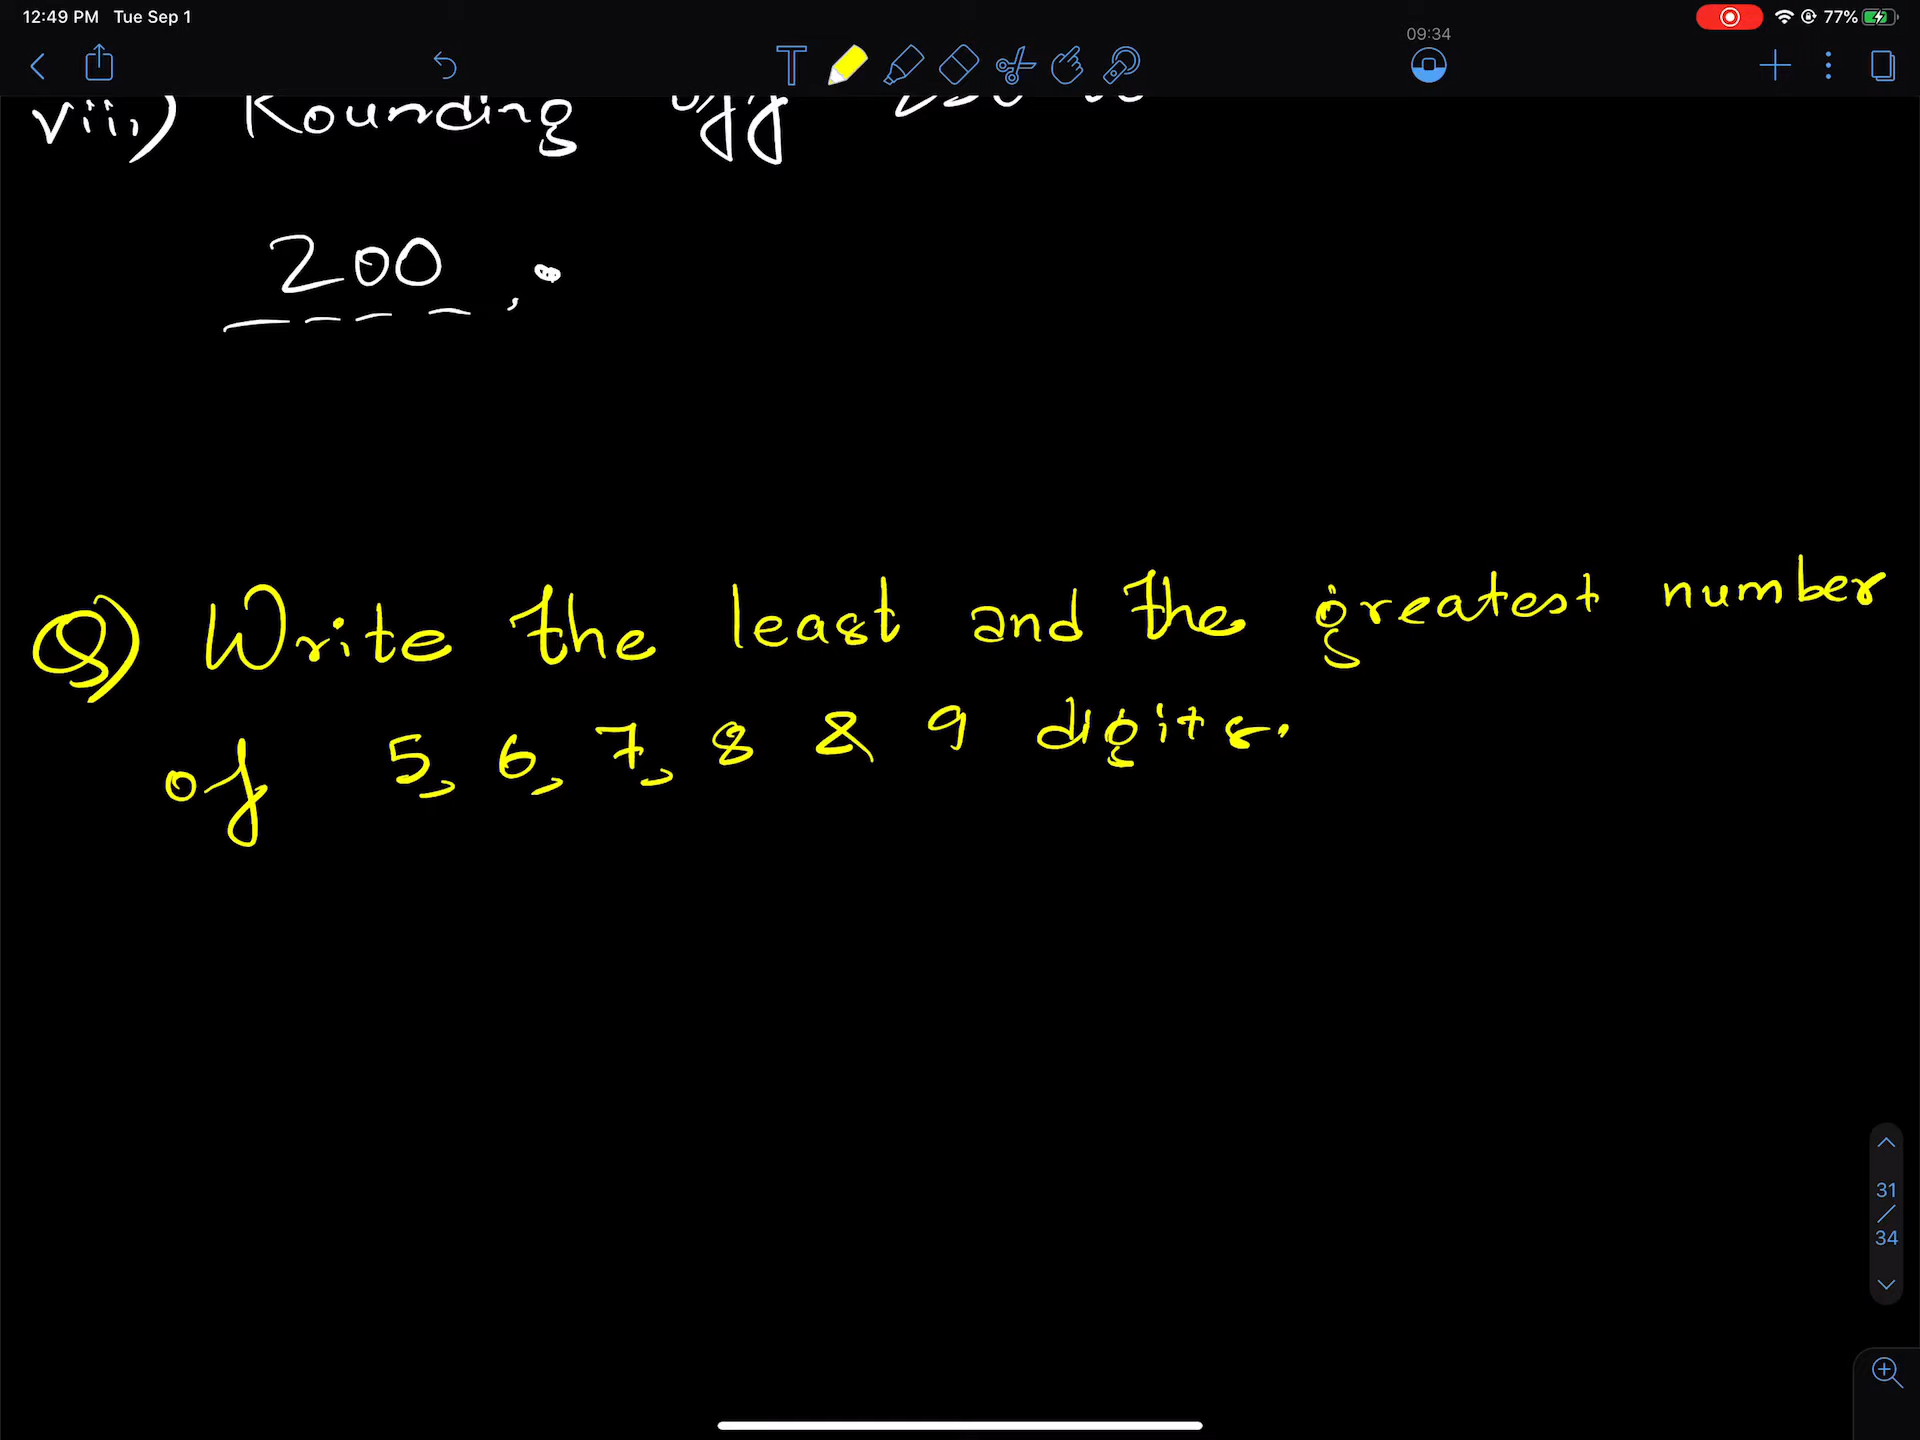 12:49 PM Tue Sep 1
77%
09:34
viii) Rounding off
200 .
Q) Write the least and the greatest number
of 5, 6, 7, 8 & 9 digits.
31
/
34